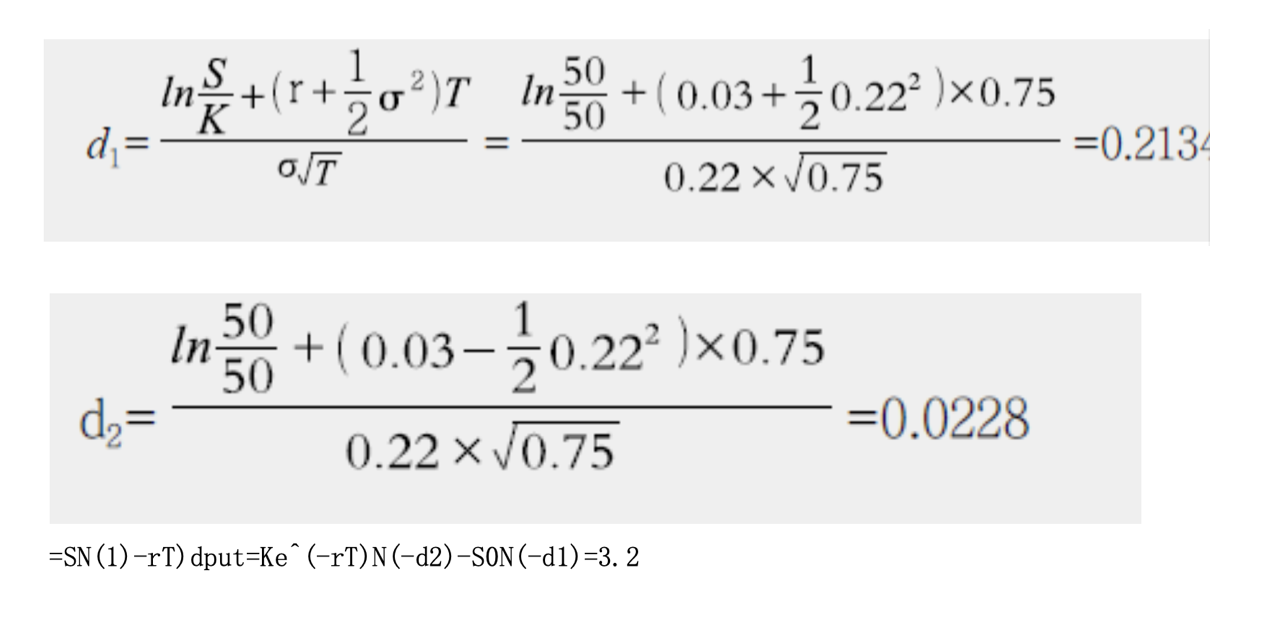 d₁= (ln S/K +(r+ 1/2 σ²)T) / (σ√T) = (ln 50/50 +( 0.03+ 1/2 0.22² )×0.75) / (0.22 ×√0.75) =0.2134
d₂= (ln 50/50 +( 0.03− 1/2 0.22² )×0.75) / (0.22 ×√0.75) =0.0228
=SN(1)-rT)dput=Ke^(-rT)N(-d2)-S0N(-d1)=3.2